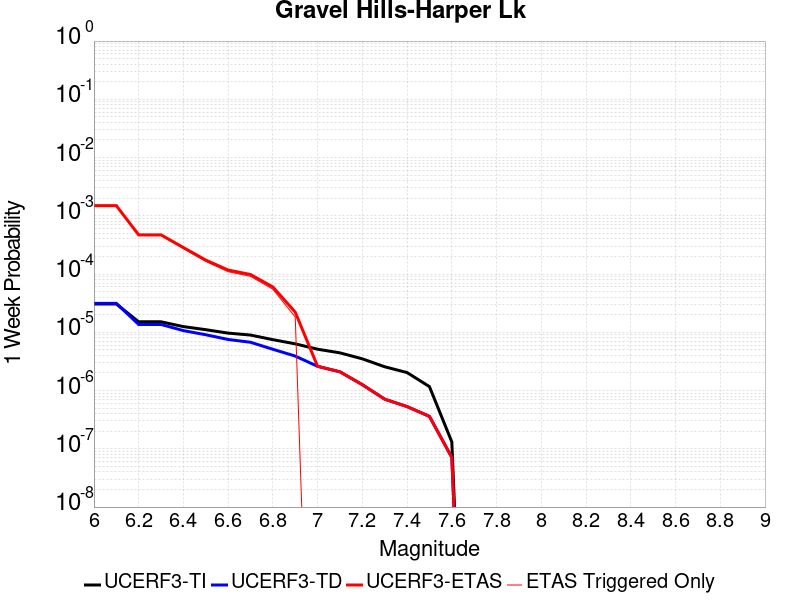 Gravel Hills-Harper Lk
10^0
10^-1
10^-2
10^-3
10^-4
10^-5
10^-6
10^-7
10^-8
1 Week Probability
6 6.2 6.4 6.6 6.8 7 7.2 7.4 7.6 7.8 8 8.2 8.4 8.6 8.8 9
Magnitude
UCERF3-TI UCERF3-TD UCERF3-ETAS ETAS Triggered Only